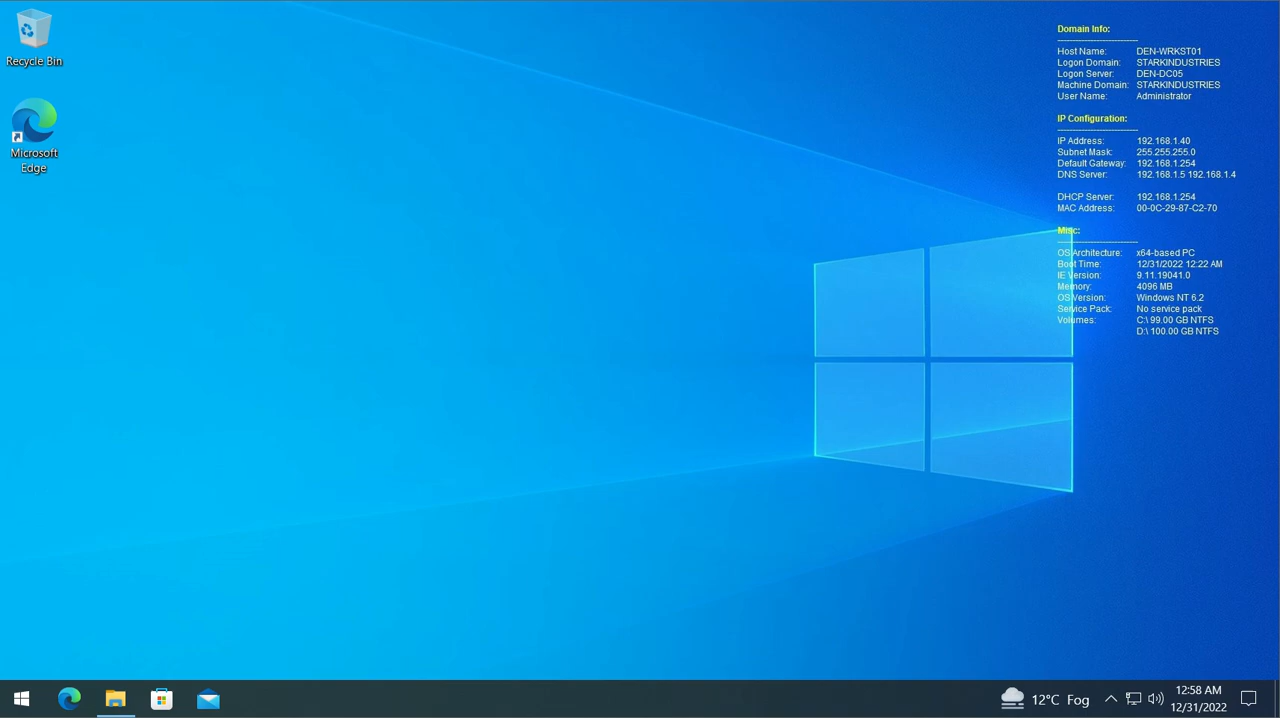 Recycle Bin
Microsoft
Edge
Domain Info:
-------------------------
Host Name: DEN-WRKST01
Logon Domain: STARKINDUSTRIES
Logon Server: DEN-DC05
Machine Domain: STARKINDUSTRIES
User Name: Administrator
IP Configuration:
-------------------------
IP Address: 192.168.1.40
Subnet Mask: 255.255.255.0
Default Gateway: 192.168.1.254
DNS Server: 192.168.1.5 192.168.1.4
DHCP Server: 192.168.1.254
MAC Address: 00-0C-29-87-C2-70
Misc:
-------------------------
OS Architecture: x64-based PC
Boot Time: 12/31/2022 12:22 AM
IE Version: 9.11.19041.0
Memory: 4096 MB
OS Version: Windows NT 6.2
Service Pack: No service pack
Volumes: C:\ 99.00 GB NTFS
D:\ 100.00 GB NTFS
12°C Fog
12:58 AM
12/31/2022